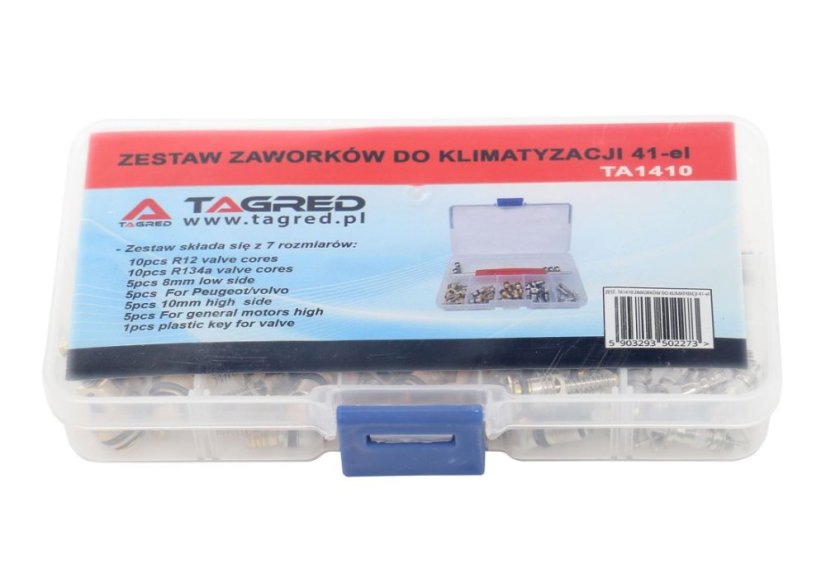 ZESTAW ZAWORKÓW DO KLIMATYZACJI 41-el
TA1410
TAGRED
TAGRED
www.tagred.pl
- Zestaw składa się z 7 rozmiarów:
10pcs R12 valve cores
10pcs R134a valve cores
5pcs 8mm low side
5pcs For Peugeot/volvo
5pcs 10mm high side
5pcs For general motors high
1pcs plastic key for valve
5 903293 502273 >